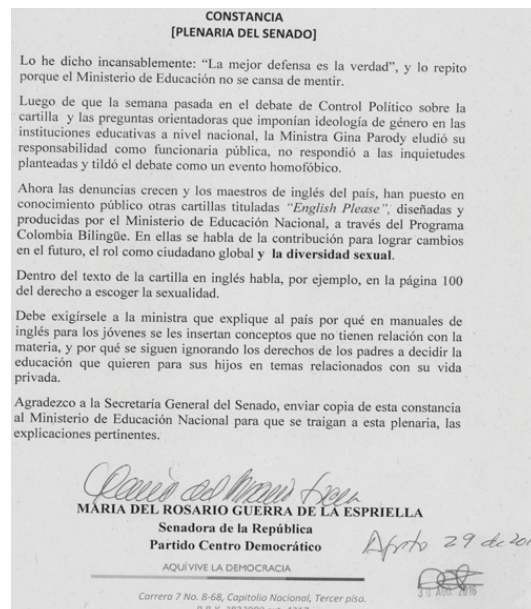 CONSTANCIA
[PLENARIA DEL SENADO]
Lo he dicho incansablemente: “La mejor defensa es la verdad”, y lo repito
porque el Ministerio de Educación no se cansa de mentir.
Luego de que la semana pasada en el debate de Control Político sobre la
cartilla y las preguntas orientadoras que imponían ideología de género en las
instituciones educativas a nivel nacional, la Ministra Gina Parody eludió su
responsabilidad como funcionaria pública, no respondió a las inquietudes
planteadas y tildó el debate como un evento homofóbico.
Ahora las denuncias crecen y los maestros de inglés del país, han puesto en
conocimiento público otras cartillas tituladas “English Please”, diseñadas y
producidas por el Ministerio de Educación Nacional, a través del Programa
Colombia Bilingüe. En ellas se habla de la contribución para lograr cambios
en el futuro, el rol como ciudadano global y la diversidad sexual.
Dentro del texto de la cartilla en inglés habla, por ejemplo, en la página 100
del derecho a escoger la sexualidad.
Debe exigírsele a la ministra que explique al país por qué en manuales de
inglés para los jóvenes se les insertan conceptos que no tienen relación con la
materia, y por qué se siguen ignorando los derechos de los padres a decidir la
educación que quieren para sus hijos en temas relacionados con su vida
privada.
Agradezco a la Secretaría General del Senado, enviar copia de esta constancia
al Ministerio de Educación Nacional para que se traigan a esta plenaria, las
explicaciones pertinentes.
MARIA DEL ROSARIO GUERRA DE LA ESPRIELLA
Senadora de la República
Partido Centro Democrático
29 de
AQUÍ VIVE LA DEMOCRACIA
30 AGO. 2016
Carrera 7 No. 8-68, Capitolio Nacional, Tercer piso.